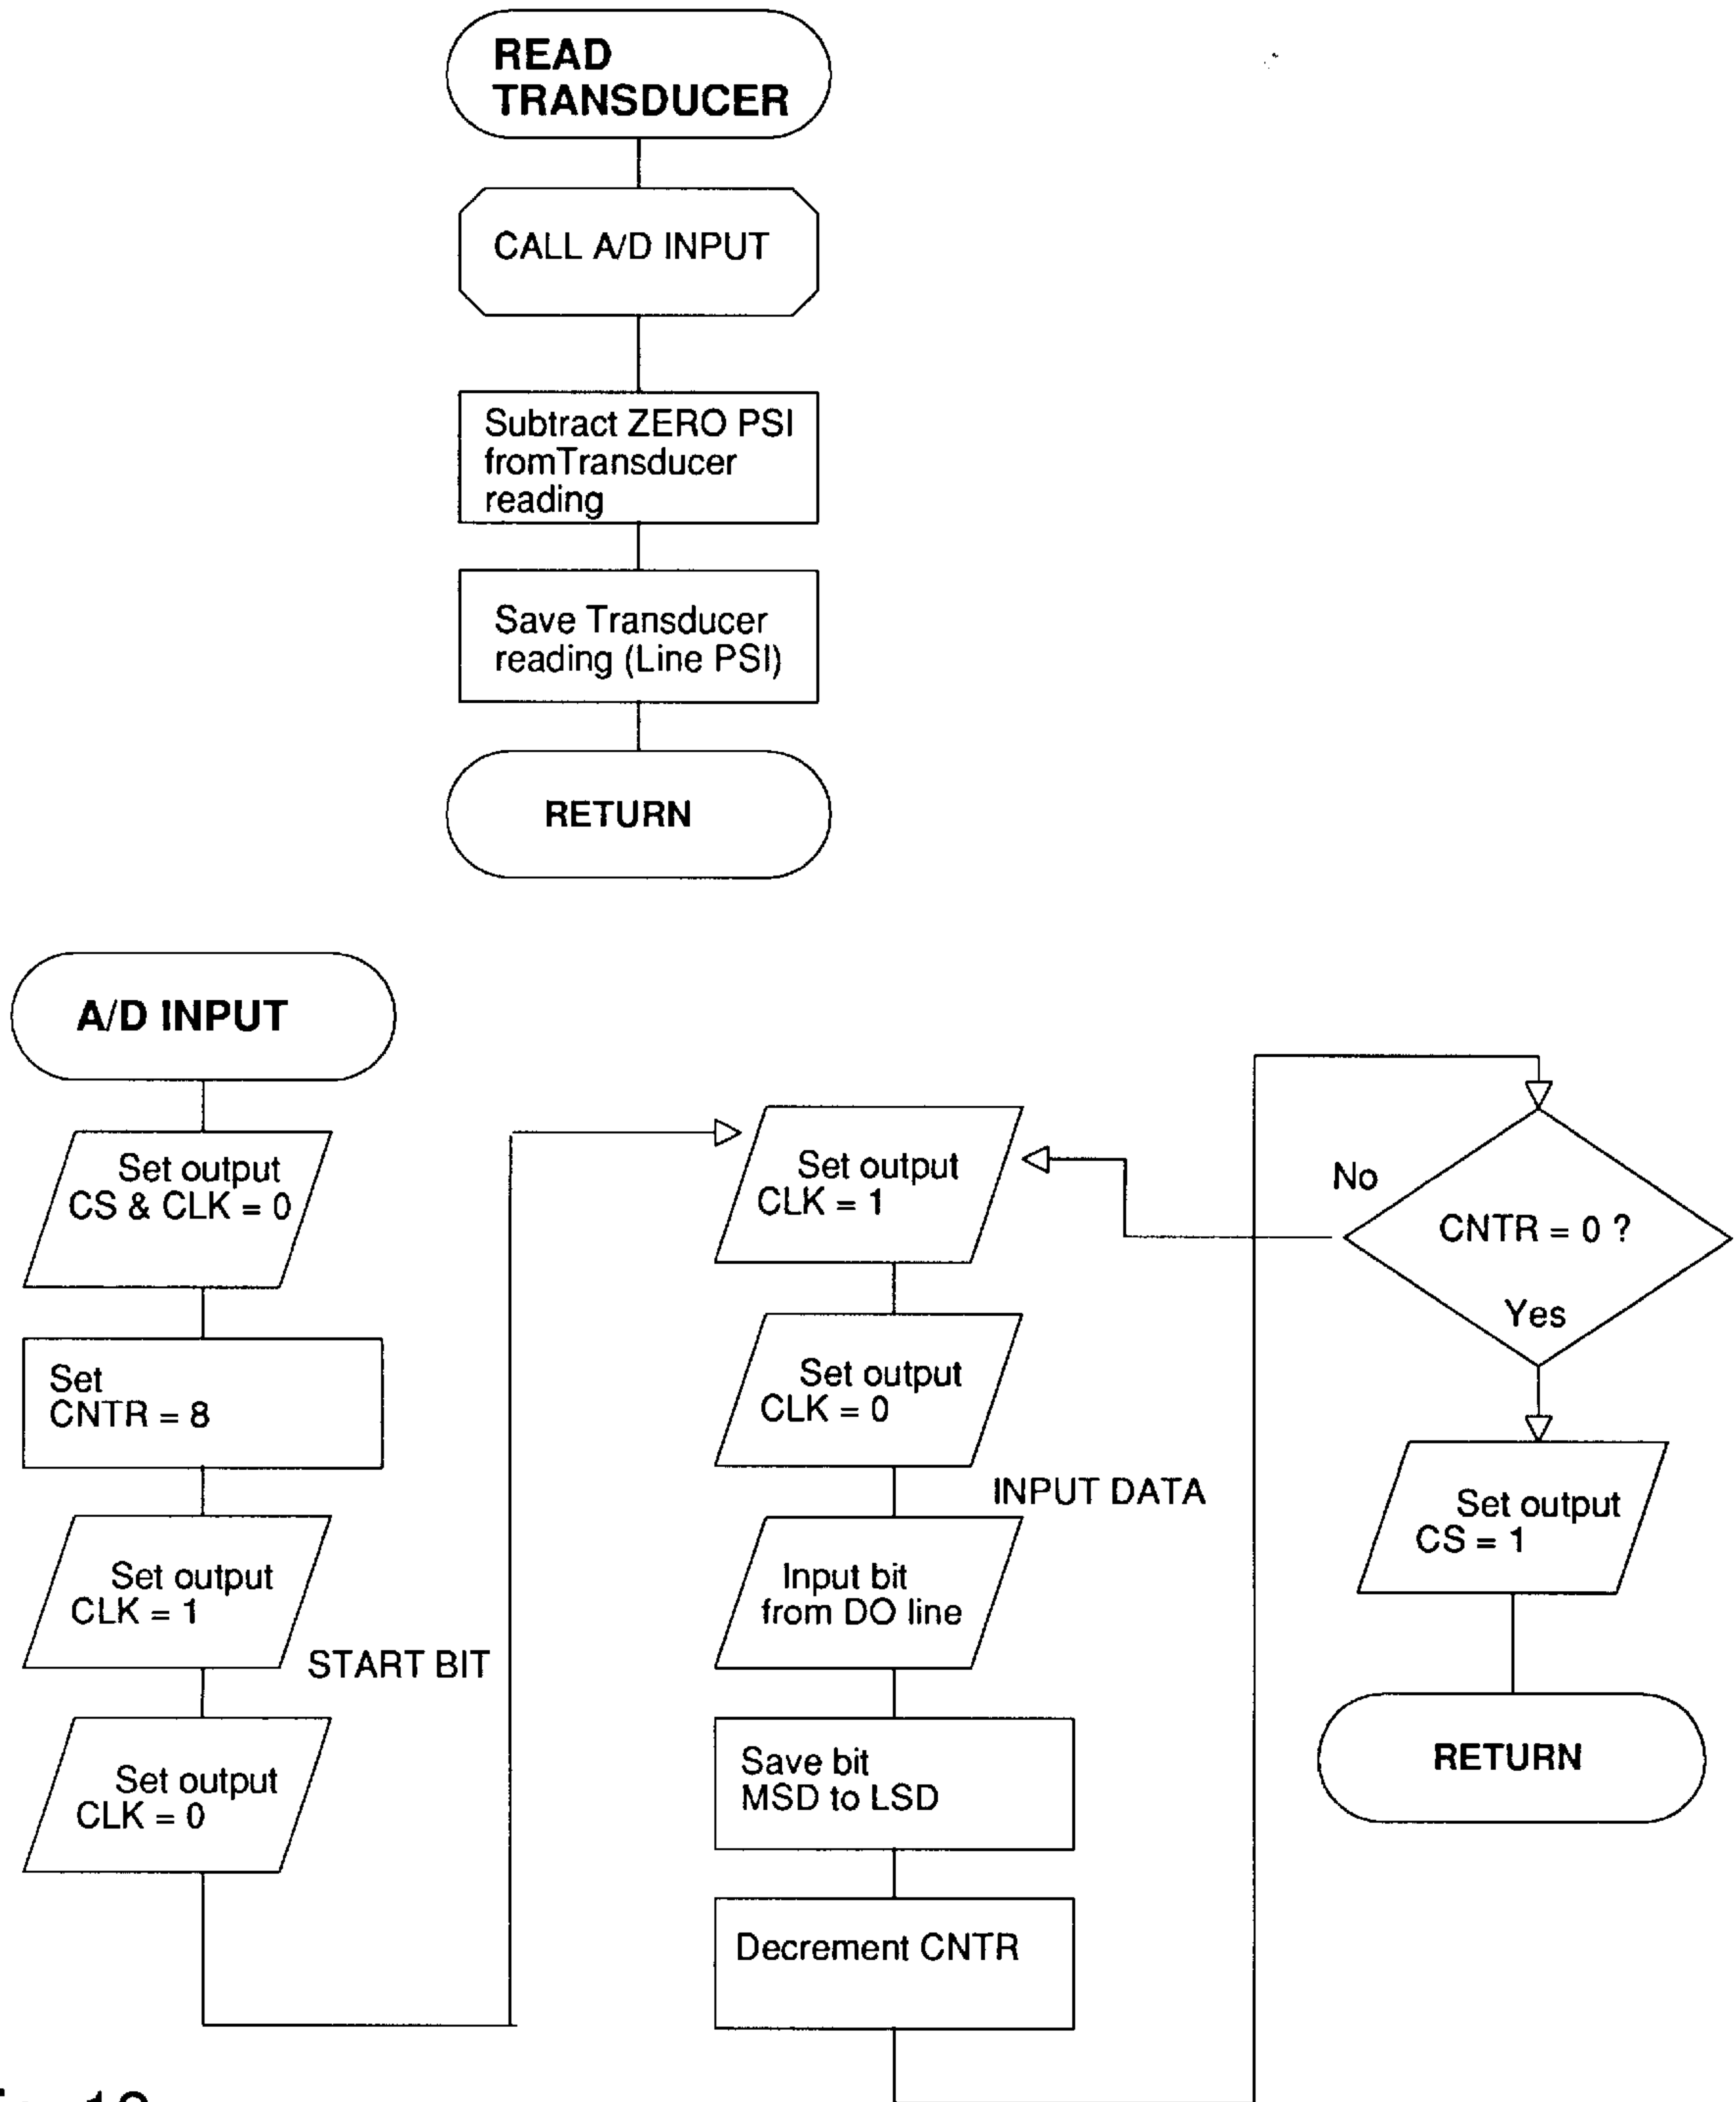 READ
TRANSDUCER
CALL A/D INPUT
Subtract ZERO PSI
fromTransducer
reading
Save Transducer
reading (Line PSI)
RETURN
A/D INPUT
Set output
CS & CLK = 0
Set
CNTR = 8
Set output
CLK = 1
START BIT
Set output
CLK = 0
Set output
CLK = 1
Set output
CLK = 0
INPUT DATA
Input bit
from DO line
Save bit
MSD to LSD
Decrement CNTR
No
CNTR = 0 ?
Yes
Set output
CS = 1
RETURN